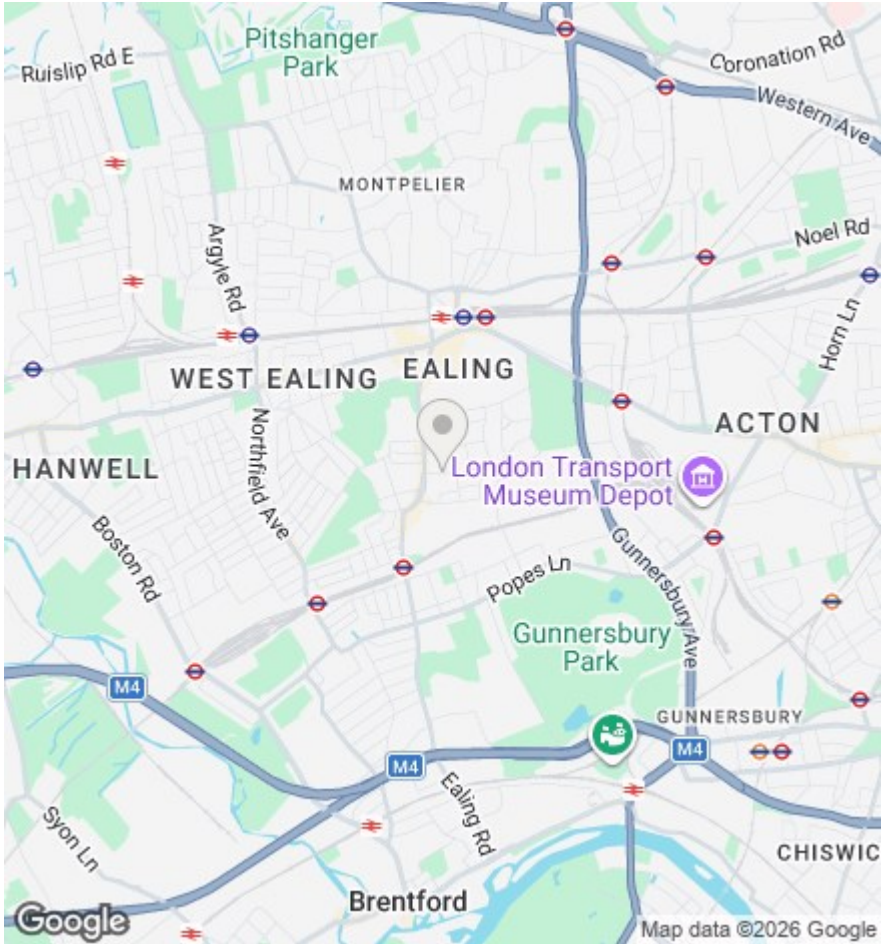 Pitshanger
Park
Ruislip Rd E
Coronation Rd
Western Ave
MONTPELIER
Argyle Rd
Noel Rd
Horn Ln
WEST EALING
EALING
ACTON
HANWELL
Northfield Ave
London Transport
Museum Depot
Boston Rd
Popes Ln
Gunnersbury Ave
Gunnersbury
Park
M4
GUNNERSBURY
M4
M4
Ealing Rd
Syon Ln
CHISWIC
Brentford
Google
Map data ©2026 Google